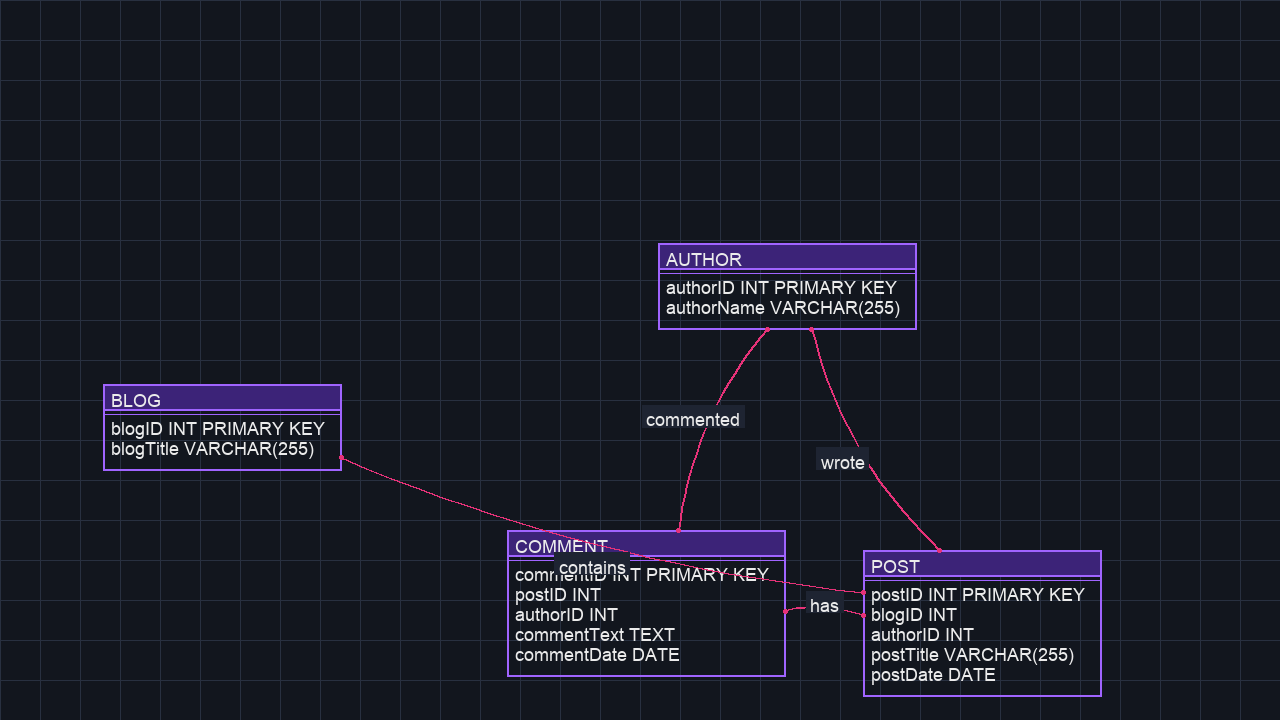 AUTHOR
authorID INT PRIMARY KEY
authorName VARCHAR(255)
BLOG
blogID INT PRIMARY KEY
blogTitle VARCHAR(255)
commented
wrote
COMMENT
contains
commentID INT PRIMARY KEY
postID INT
authorID INT
commentText TEXT
commentDate DATE
has
POST
postID INT PRIMARY KEY
blogID INT
authorID INT
postTitle VARCHAR(255)
postDate DATE